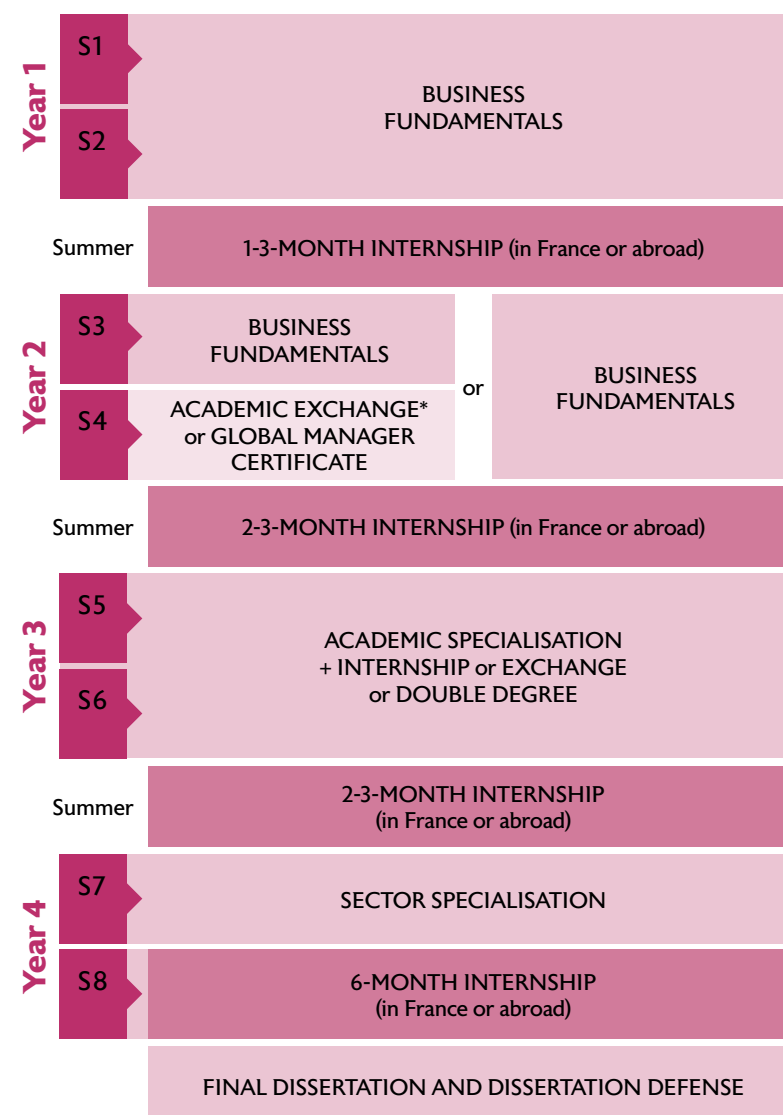 Year 1
S1
S2
BUSINESS
FUNDAMENTALS
Summer
1-3-MONTH INTERNSHIP (in France or abroad)
Year 2
S3
BUSINESS
FUNDAMENTALS
S4
ACADEMIC EXCHANGE*
or GLOBAL MANAGER
CERTIFICATE
or
BUSINESS
FUNDAMENTALS
Summer
2-3-MONTH INTERNSHIP (in France or abroad)
Year 3
S5
S6
ACADEMIC SPECIALISATION
+ INTERNSHIP or EXCHANGE
or DOUBLE DEGREE
Summer
2-3-MONTH INTERNSHIP
(in France or abroad)
Year 4
S7
SECTOR SPECIALISATION
S8
6-MONTH INTERNSHIP
(in France or abroad)
FINAL DISSERTATION AND DISSERTATION DEFENSE